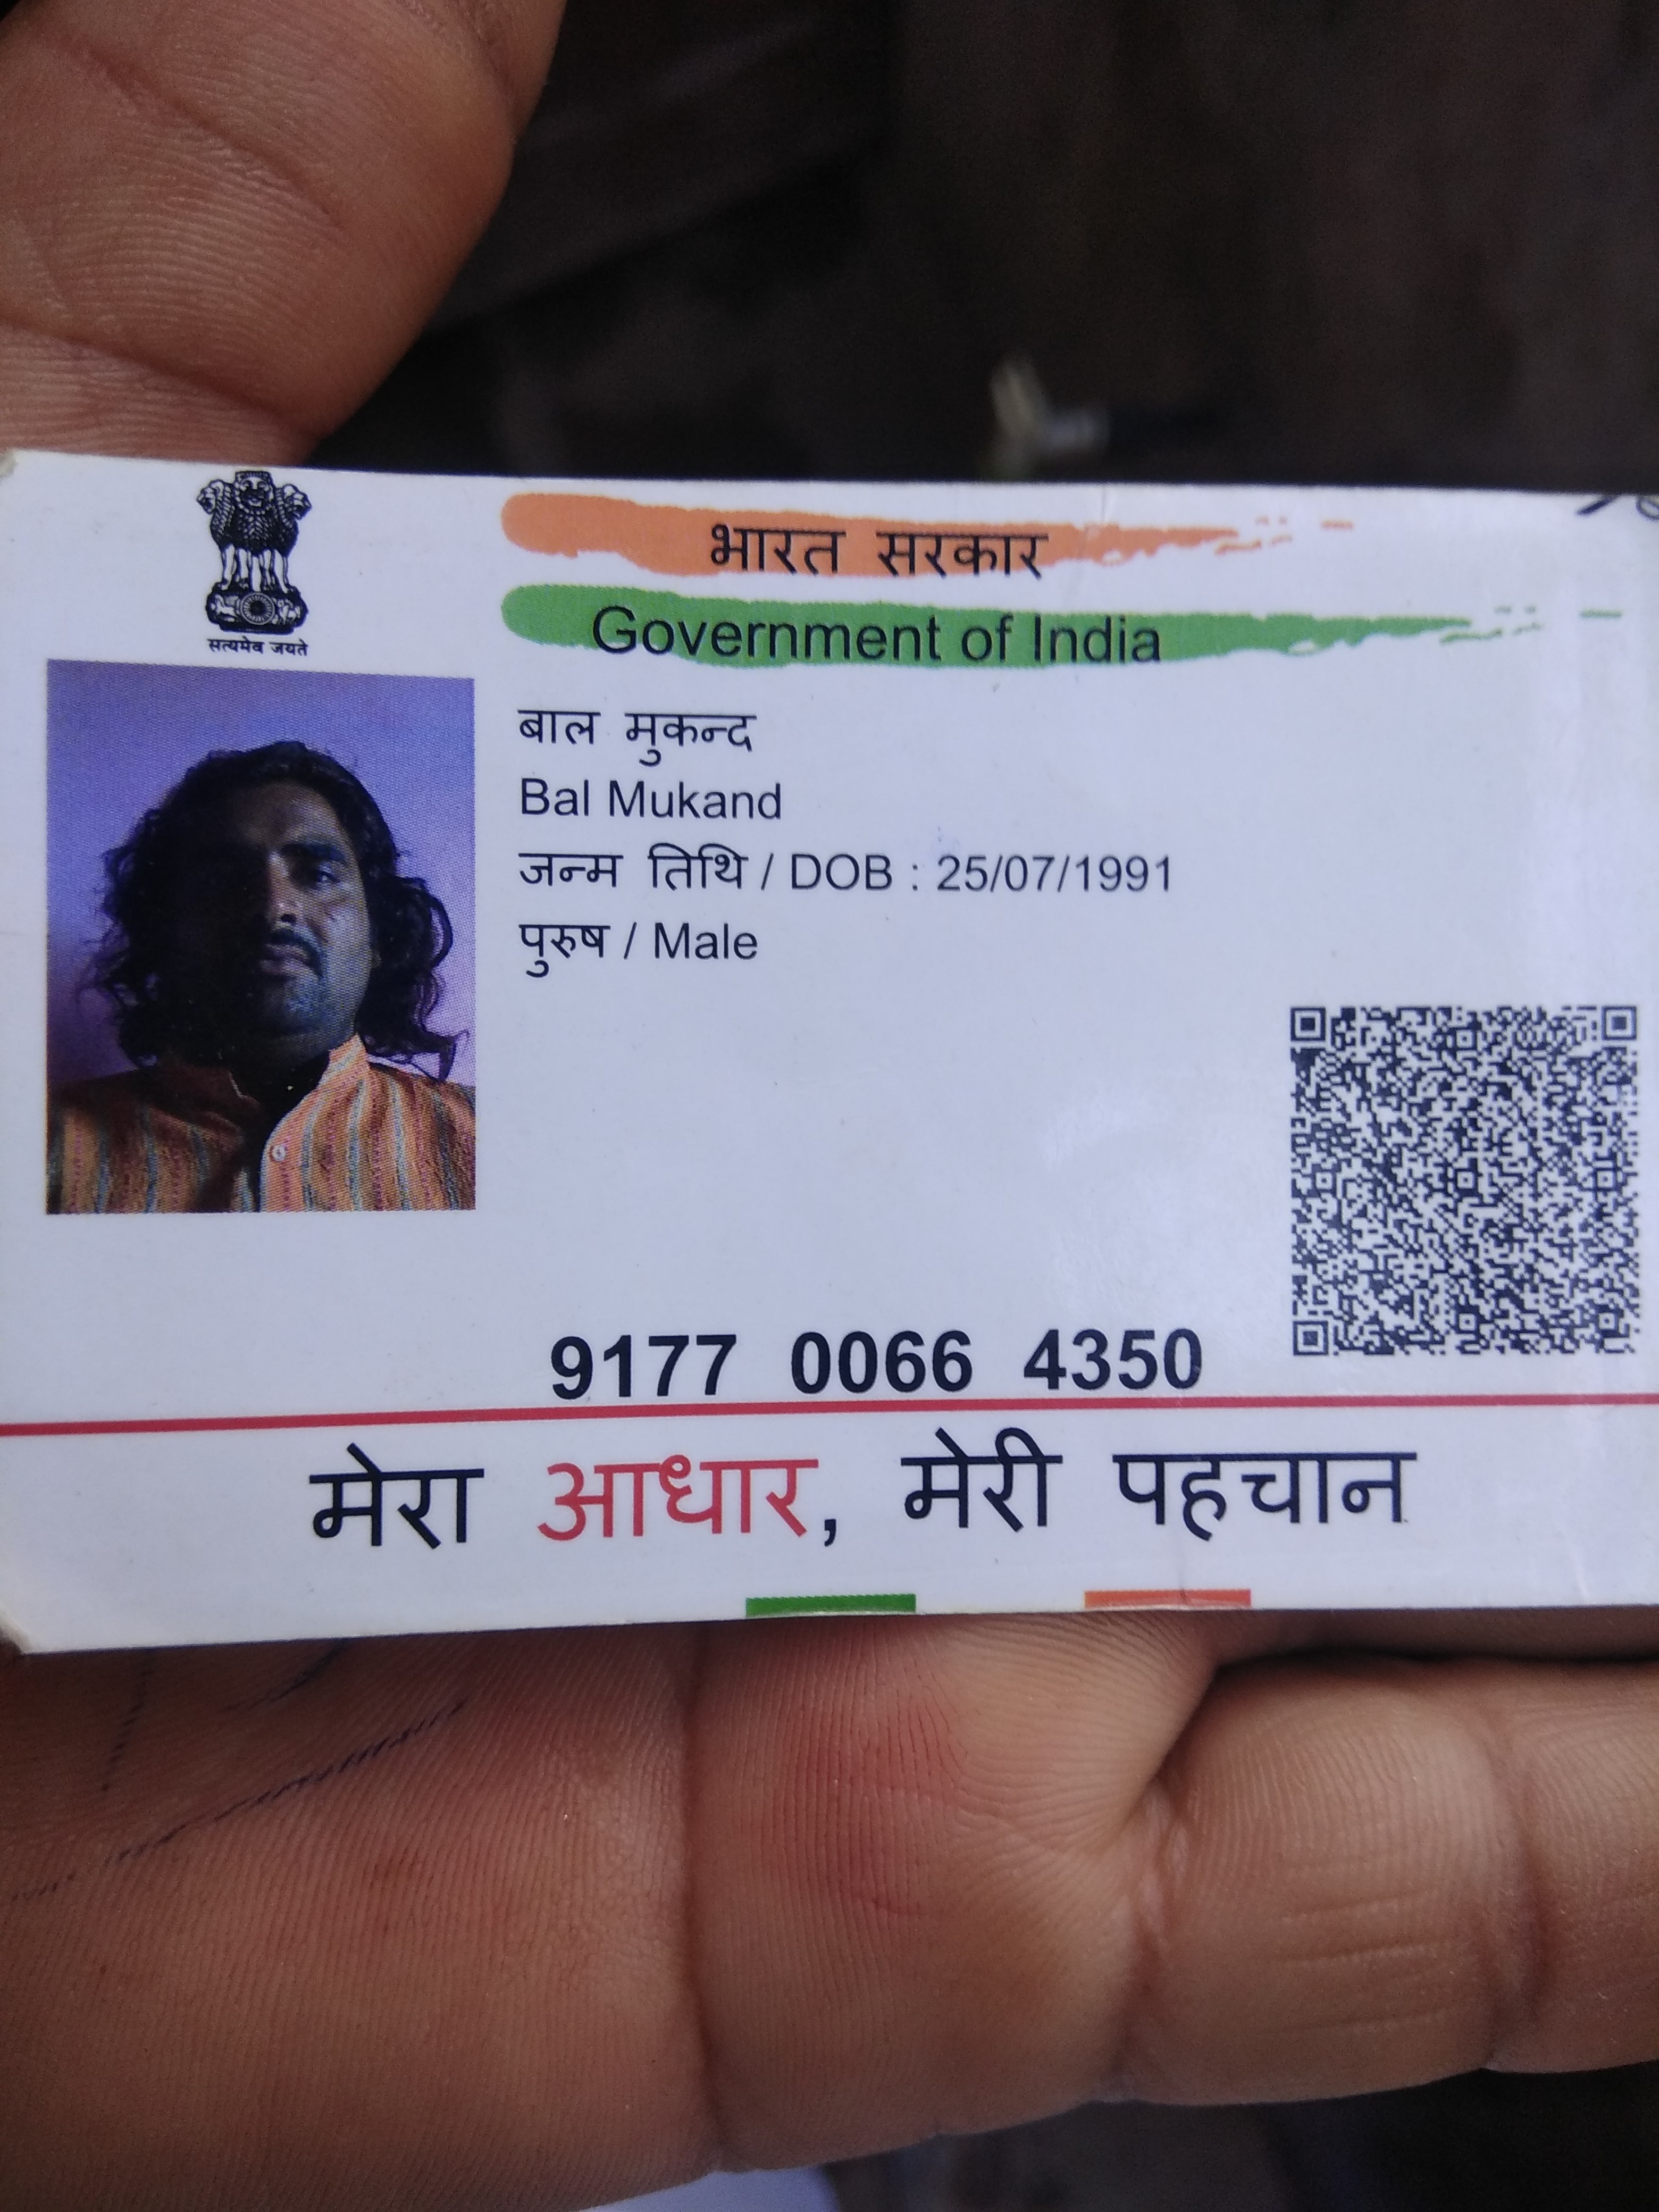 भारत सरकार
Government of India
सत्यमेव जयते
बाल मुकन्द
Bal Mukand
जन्म तिथि / DOB : 25/07/1991
पुरुष / Male
9177 0066 4350
मेरा आधार, मेरी पहचान